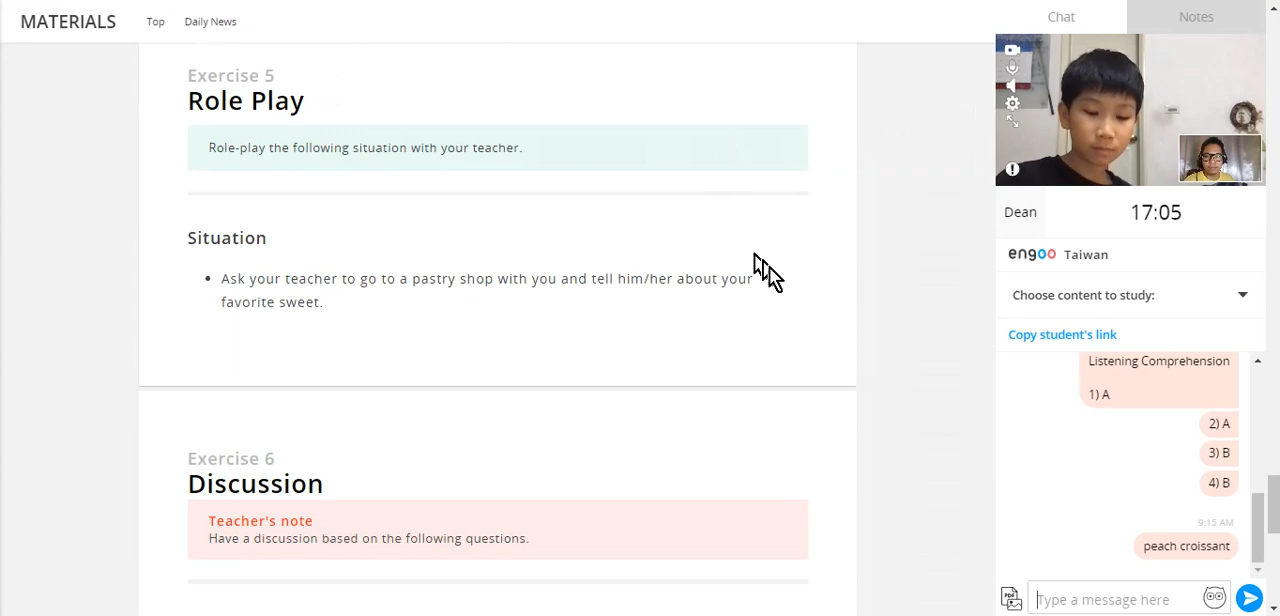 MATERIALS Top Daily News
Chat Notes
Exercise 5
Role Play
Role-play the following situation with your teacher.
Situation
• Ask your teacher to go to a pastry shop with you and tell him/her about your
favorite sweet.
Exercise 6
Discussion
Teacher's note
Have a discussion based on the following questions.
Dean 17:05
engoo Taiwan
Choose content to study:
Copy student's link
Listening Comprehension
1) A
2) A
3) B
4) B
9:15 AM
peach croissant
PDF
Type a message here